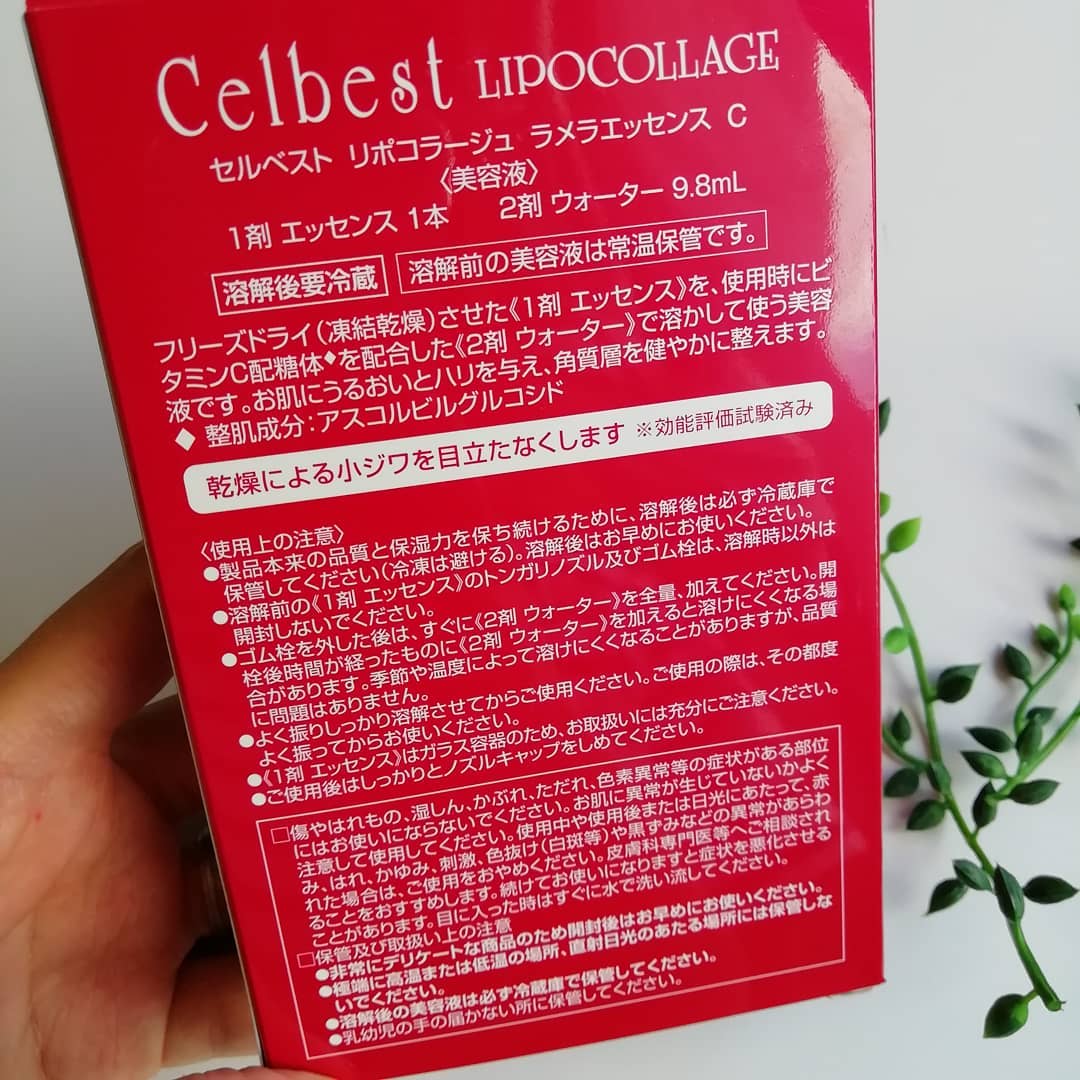 Celbest LIPOCOLLAGE
セルベスト リポコラージュ ラメラエッセンス C
〈美容液〉
1剤 エッセンス 1本 2剤 ウォーター 9.8mL
溶解後要冷蔵 溶解前の美容液は常温保管です。
フリーズドライ(凍結乾燥)させた《1剤 エッセンス》を、使用時にビ
タミンC配糖体◆を配合した《2剤 ウォーター》で溶かして使う美容
液です。お肌にうるおいとハリを与え、角質層を健やかに整えます。
◆ 整肌成分:アスコルビルグルコシド
乾燥による小ジワを目立たなくします ※効能評価試験済み
〈使用上の注意〉
●製品本来の品質と保湿力を保ち続けるために、溶解後は必ず冷蔵庫で
保管してください(冷凍は避ける)。溶解後はお早めにお使いください。
●溶解前の《1剤 エッセンス》のトンガリノズル及びゴム栓は、溶解時以外は
開封しないでください。
●ゴム栓を外した後は、すぐに《2剤 ウォーター》を全量、加えてください。開
栓後時間が経ったものに《2剤 ウォーター》を加えると溶けにくくなる場
合があります。季節や温度によって溶けにくくなることがありますが、品質
に問題はありません。
●よく振りしっかり溶解させてからご使用ください。ご使用の際は、その都度
よく振ってからお使いください。
●《1剤 エッセンス》はガラス容器のため、お取扱いには充分にご注意ください。
●ご使用後はしっかりとノズルキャップをしめてください。
□傷やはれもの、湿しん、かぶれ、ただれ、色素異常等の症状がある部位
にはお使いにならないでください。お肌に異常が生じていないかよく
注意して使用してください。使用中や使用後または日光にあたって、赤
み、はれ、かゆみ、刺激、色抜け(白斑等)や黒ずみなどの異常があらわ
れた場合は、ご使用をおやめください。皮膚科専門医等へご相談され
ることをおすすめします。続けてお使いになりますと症状を悪化させる
ことがあります。目に入った時はすぐに水で洗い流してください。
□保管及び取扱い上の注意
●非常にデリケートな商品のため開封後はお早めにお使いください。
●極端に高温または低温の場所、直射日光のあたる場所には保管しな
いでください。
●溶解後の美容液は必ず冷蔵庫で保管してください。
●乳幼児の手の届かない所に保管してください。